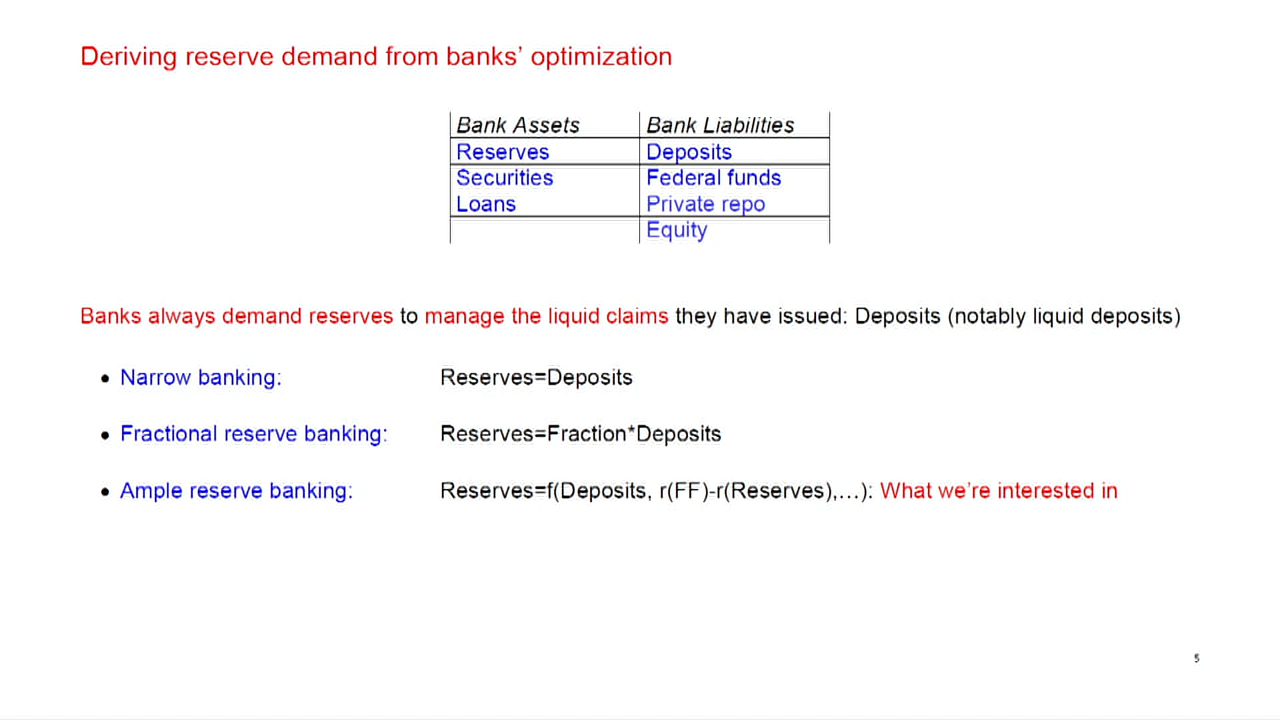 Deriving reserve demand from banks’ optimization
Bank Assets Bank Liabilities
Reserves Deposits
Securities Federal funds
Loans Private repo
Equity
Banks always demand reserves to manage the liquid claims they have issued: Deposits (notably liquid deposits)
• Narrow banking: Reserves=Deposits
• Fractional reserve banking: Reserves=Fraction*Deposits
• Ample reserve banking: Reserves=f(Deposits, r(FF)-r(Reserves),…): What we’re interested in
5